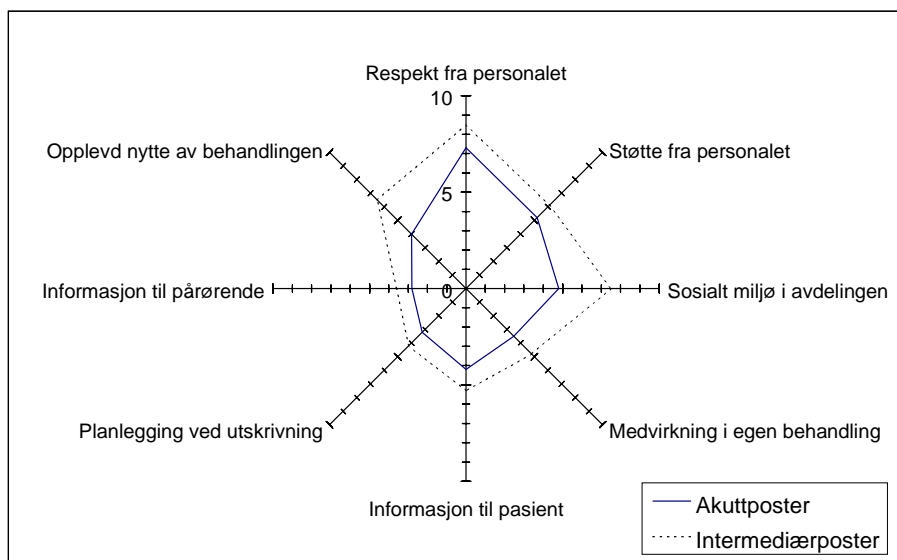 Respekt fra personalet
10
Opplevd nytte av behandlingen
Støtte fra personalet
5
Informasjon til pårørende
0
Sosialt miljø i avdelingen
Planlegging ved utskrivning
Medvirkning i egen behandling
Informasjon til pasient
Akuttposter
Intermediærposter